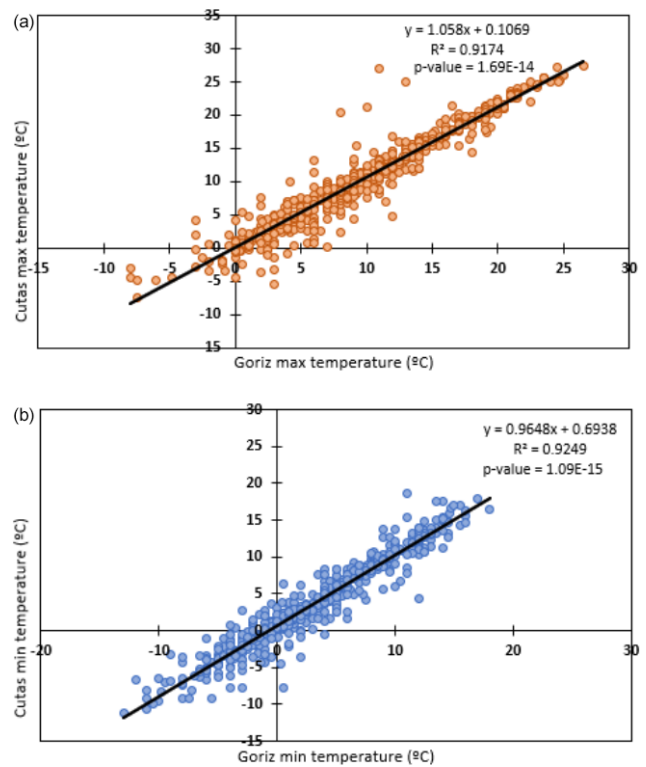 (a)
35
y = 1.058x + 0.1069
R² = 0.9174
p-value = 1.69E-14
30
25
20
15
10
5
0
-15 -10 -5 0 5 10 15 20 25 30
-5
-10
15
Cutas max temperature (ºC)
Goriz max temperature (ºC)
(b)
30
y = 0.9648x + 0.6938
R² = 0.9249
p-value = 1.09E-15
25
20
15
10
5
0
-20 -10 0 10 20 30
-5
-10
-15
Cutas min temperature (ºC)
Goriz min temperature (ºC)